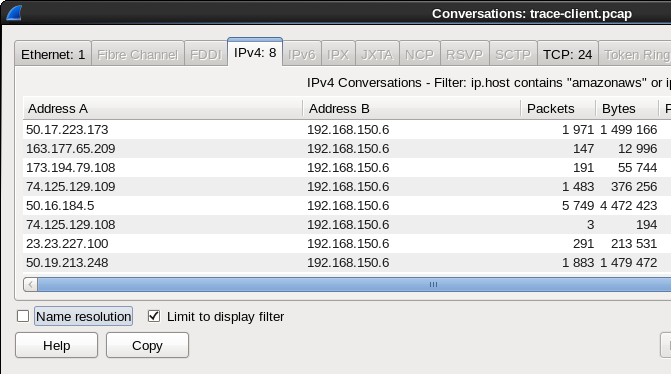 Conversations: trace-client.pcap
Ethernet: 1 Fibre Channel FDDI IPv4: 8 IPv6 IPX JXTA NCP RSVP SCTP TCP: 24 Token Ring
IPv4 Conversations - Filter: ip.host contains "amazonaws" or ip
Address A Address B Packets Bytes P
50.17.223.173 192.168.150.6 1 971 1 499 166
163.177.65.209 192.168.150.6 147 12 996
173.194.79.108 192.168.150.6 191 55 744
74.125.129.109 192.168.150.6 1 483 376 256
50.16.184.5 192.168.150.6 5 749 4 472 423
74.125.129.108 192.168.150.6 3 194
23.23.227.100 192.168.150.6 291 213 531
50.19.213.248 192.168.150.6 1 883 1 479 472
Name resolution Limit to display filter
Help Copy